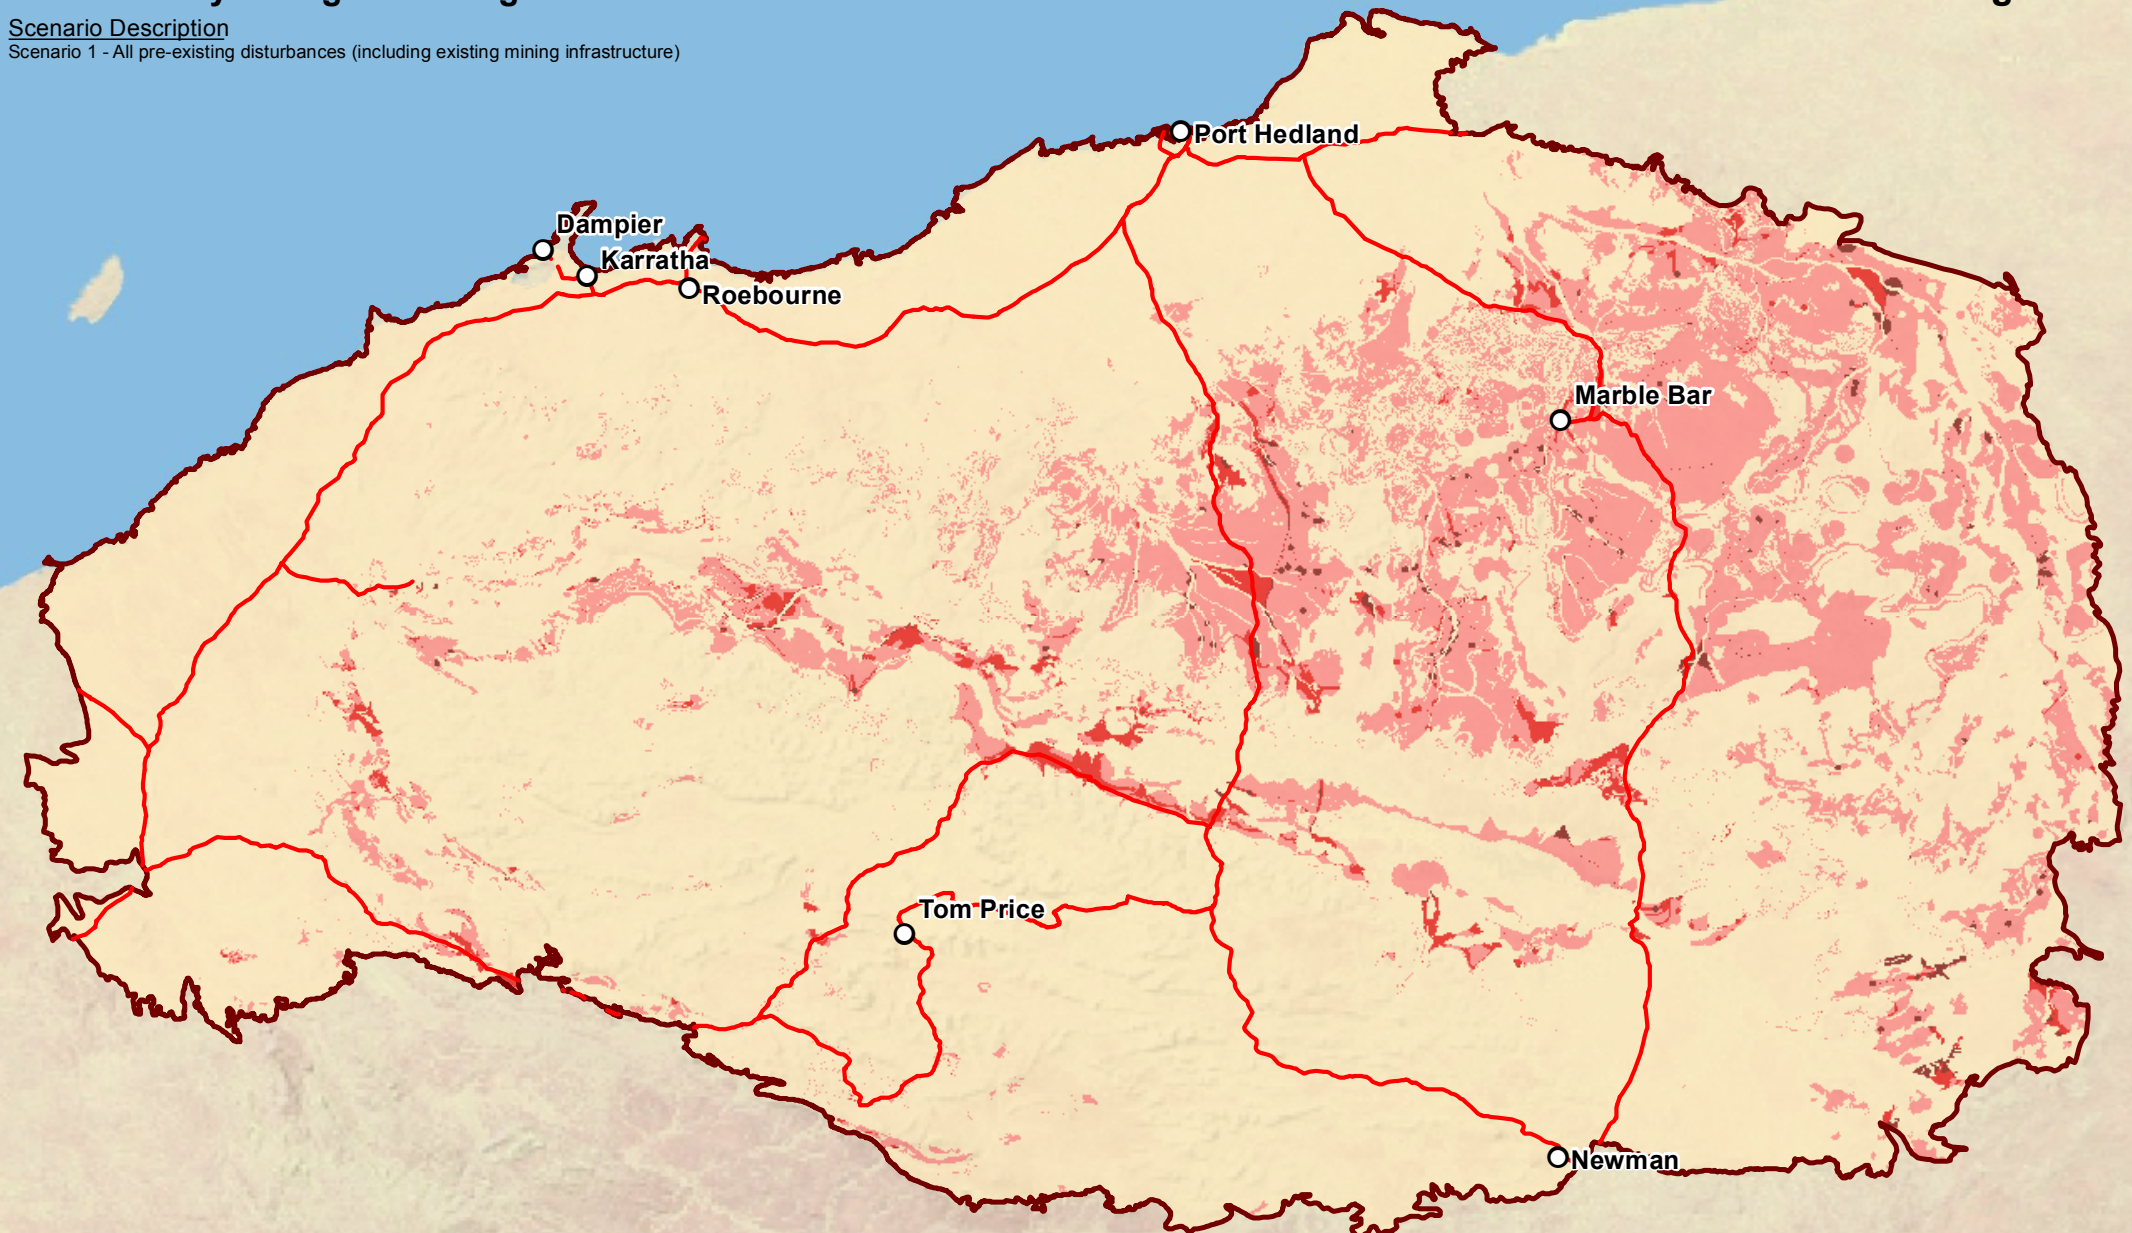 Scenario Description
Scenario 1 - All pre-existing disturbances (including existing mining infrastructure)
Port Hedland
Dampier
Karratha
Roebourne
Marble Bar
Tom Price
Newman